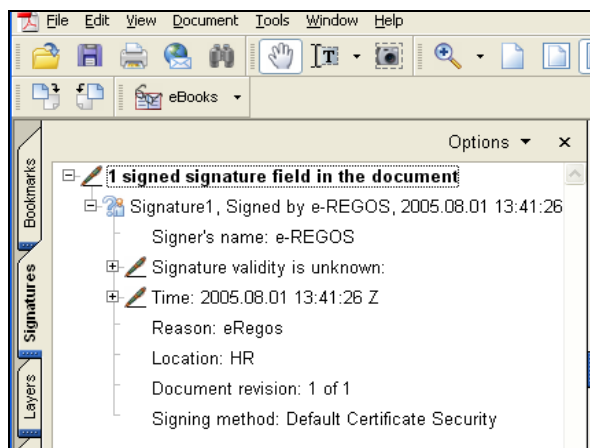 File Edit View Document Tools Window Help
T
eBooks
Options
Bookmarks
Signatures
Layers
1 signed signature field in the document
Signature1, Signed by e-REGOS, 2005.08.01 13:41:26
Signer's name: e-REGOS
Signature validity is unknown:
Time: 2005.08.01 13:41:26 Z
Reason: eRegos
Location: HR
Document revision: 1 of 1
Signing method: Default Certificate Security